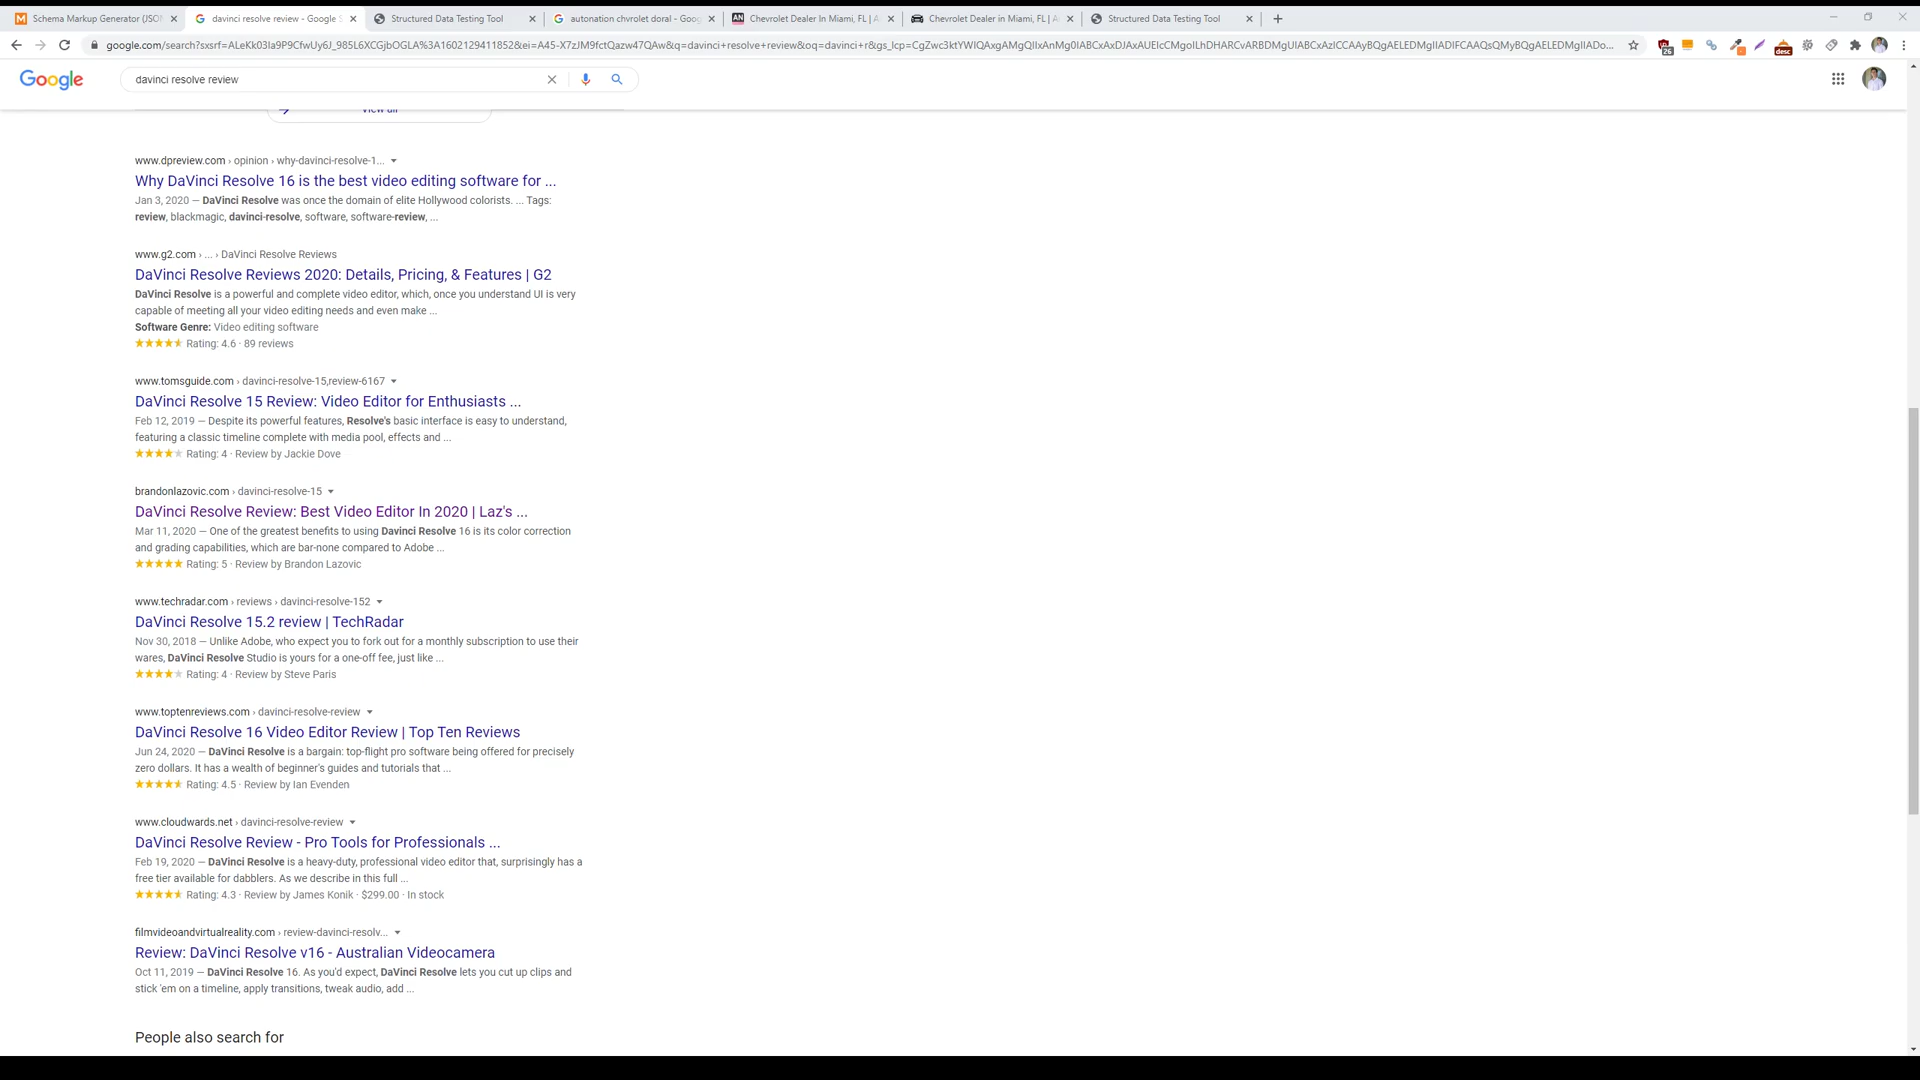 Schema Markup Generator (JSON
davinci resolve review - Google S
Structured Data Testing Tool
autonation chvrolet doral - Goog
Chevrolet Dealer In Miami, FL | A
Chevrolet Dealer in Miami, FL | A
Structured Data Testing Tool
google.com/search?sxsrf=ALeKk03Ia9P9CfwUy6J_985L6XCGjbOGLA%3A1602129411852&ei=A45-X7zJM9fctQazw47QAw&q=davinci+resolve+review&oq=davinci+r&gs_lcp=
26
desc
Google
davinci resolve review
View all
www.dpreview.com › opinion › why-davinci-resolve-1...
Why DaVinci Resolve 16 is the best video editing software for ...
Jan 3, 2020 — DaVinci Resolve was once the domain of elite Hollywood colorists. ... Tags:
review, blackmagic, davinci-resolve, software, software-review, ...
www.g2.com › ... › DaVinci Resolve Reviews
DaVinci Resolve Reviews 2020: Details, Pricing, & Features | G2
DaVinci Resolve is a powerful and complete video editor, which, once you understand UI is very
capable of meeting all your video editing needs and even make ...
Software Genre: Video editing software
Rating: 4.6 · 89 reviews
www.tomsguide.com › davinci-resolve-15,review-6167
DaVinci Resolve 15 Review: Video Editor for Enthusiasts ...
Feb 12, 2019 — Despite its powerful features, Resolve's basic interface is easy to understand,
featuring a classic timeline complete with media pool, effects and ...
Rating: 4 · Review by Jackie Dove
brandonlazovic.com › davinci-resolve-15
DaVinci Resolve Review: Best Video Editor In 2020 | Laz's ...
Mar 11, 2020 — One of the greatest benefits to using Davinci Resolve 16 is its color correction
and grading capabilities, which are bar-none compared to Adobe ...
Rating: 5 · Review by Brandon Lazovic
www.techradar.com › reviews › davinci-resolve-152
DaVinci Resolve 15.2 review | TechRadar
Nov 30, 2018 — Unlike Adobe, who expect you to fork out for a monthly subscription to use their
wares, DaVinci Resolve Studio is yours for a one-off fee, just like ...
Rating: 4 · Review by Steve Paris
www.toptenreviews.com › davinci-resolve-review
DaVinci Resolve 16 Video Editor Review | Top Ten Reviews
Jun 24, 2020 — DaVinci Resolve is a bargain: top-flight pro software being offered for precisely
zero dollars. It has a wealth of beginner's guides and tutorials that ...
Rating: 4.5 · Review by Ian Evenden
www.cloudwards.net › davinci-resolve-review
DaVinci Resolve Review - Pro Tools for Professionals ...
Feb 19, 2020 — DaVinci Resolve is a heavy-duty, professional video editor that, surprisingly has a
free tier available for dabblers. As we describe in this full ...
Rating: 4.3 · Review by James Konik · $299.00 · In stock
filmvideoandvirtualreality.com › review-davinci-resolv...
Review: DaVinci Resolve v16 - Australian Videocamera
Oct 11, 2019 — DaVinci Resolve 16. As you'd expect, DaVinci Resolve lets you cut up clips and
stick 'em on a timeline, apply transitions, tweak audio, add ...
People also search for